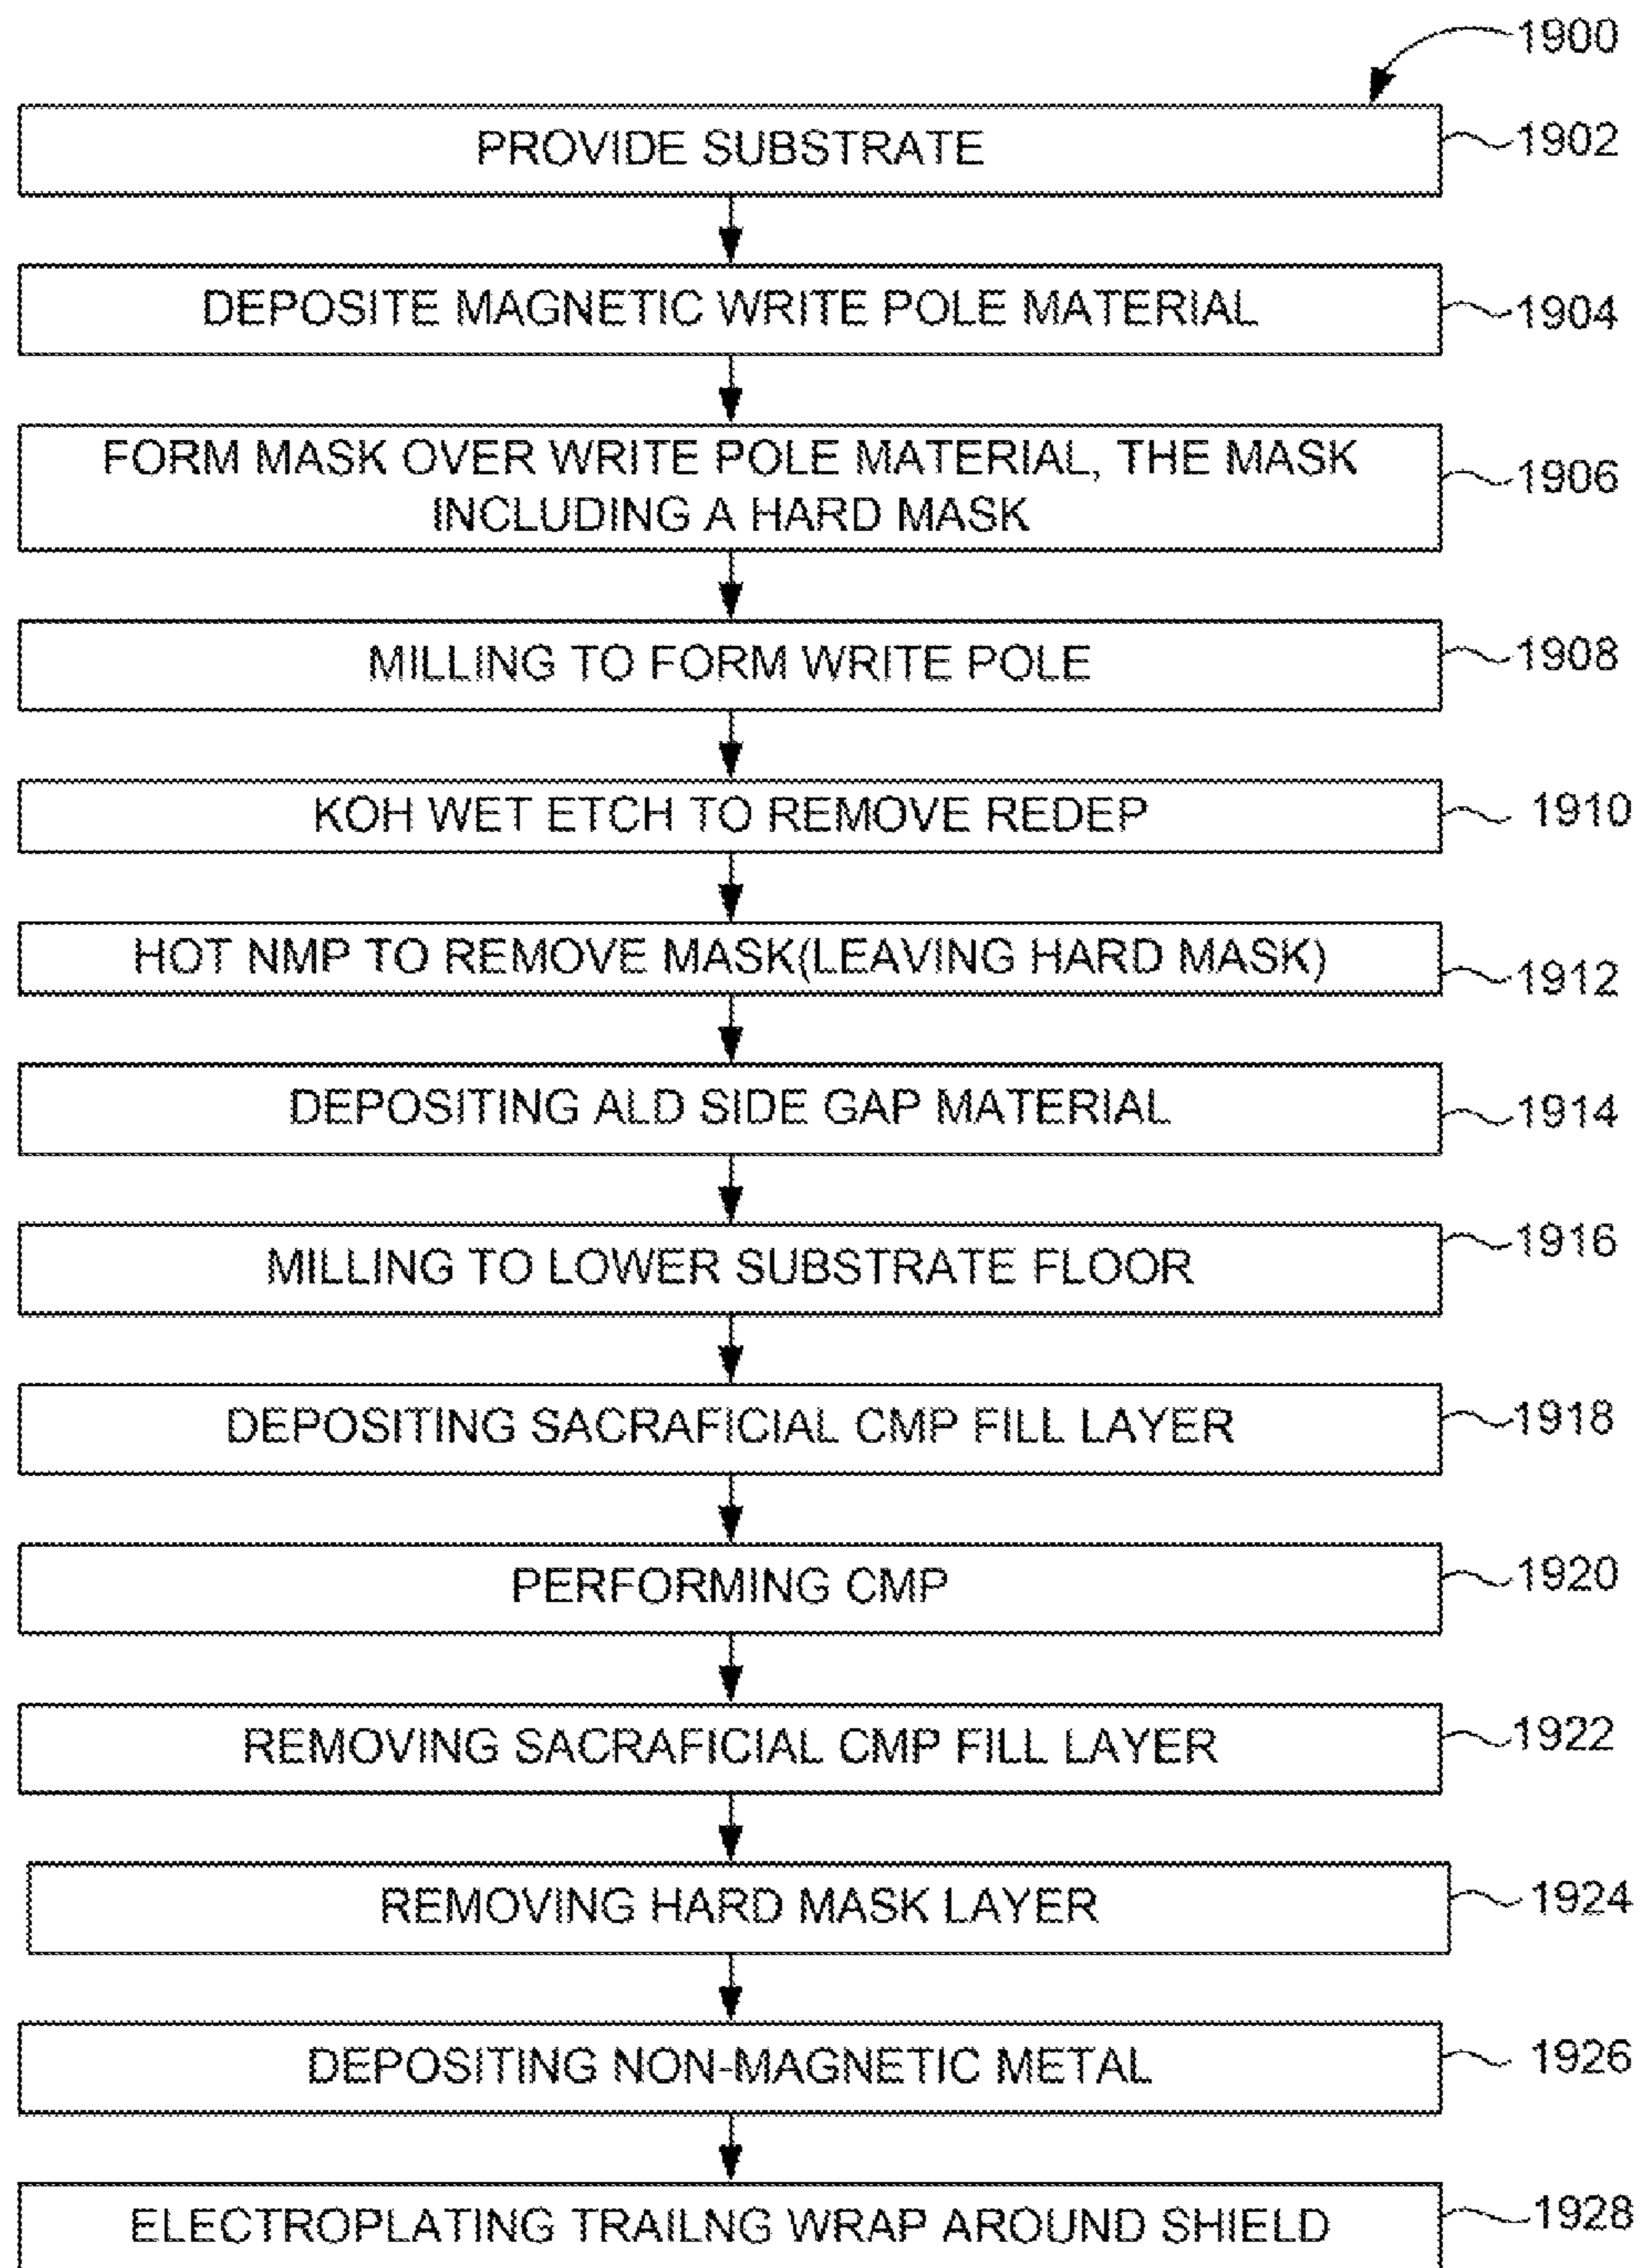 1900
PROVIDE SUBSTRATE 1902
DEPOSITE MAGNETIC WRITE POLE MATERIAL 1904
FORM MASK OVER WRITE POLE MATERIAL, THE MASK
INCLUDING A HARD MASK 1906
MILLING TO FORM WRITE POLE 1908
KOH WET ETCH TO REMOVE REDEP 1910
HOT NMP TO REMOVE MASK(LEAVING HARD MASK) 1912
DEPOSITING ALD SIDE GAP MATERIAL 1914
MILLING TO LOWER SUBSTRATE FLOOR 1916
DEPOSITING SACRAFICIAL CMP FILL LAYER 1918
PERFORMING CMP 1920
REMOVING SACRAFICIAL CMP FILL LAYER 1922
REMOVING HARD MASK LAYER 1924
DEPOSITING NON-MAGNETIC METAL 1926
ELECTROPLATING TRAILNG WRAP AROUND SHIELD 1928